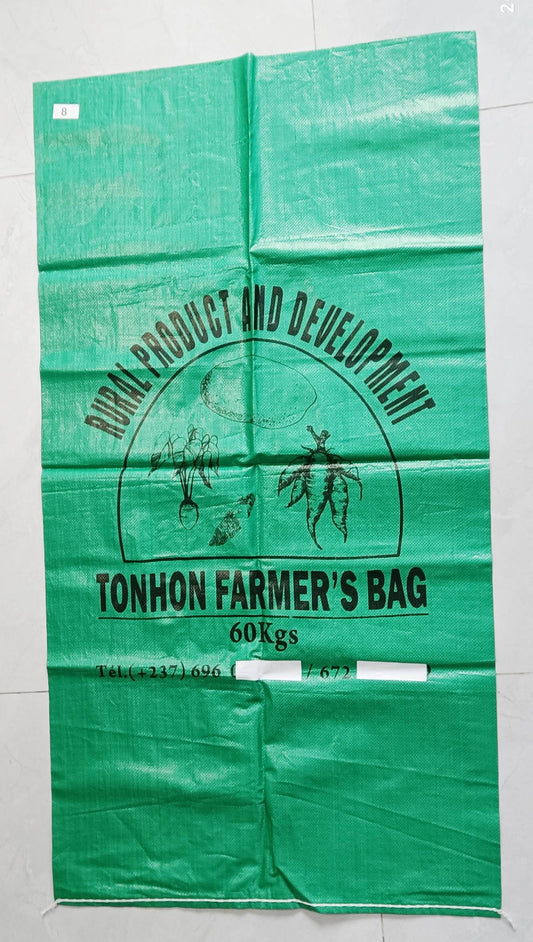 8
RURAL PRODUCT AND DEVELOPMENT
TONHON FARMER'S BAG
60Kgs
Tél.(+237) 696 / 672